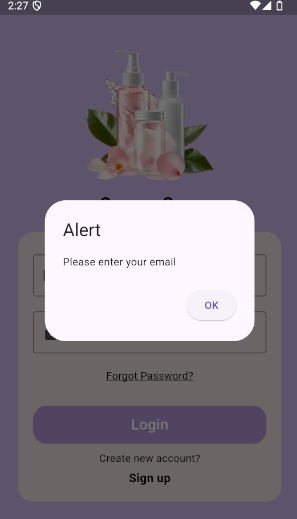 2:27
Alert
Please enter your email
OK
Forgot Password?
Login
Create new account?
Sign up